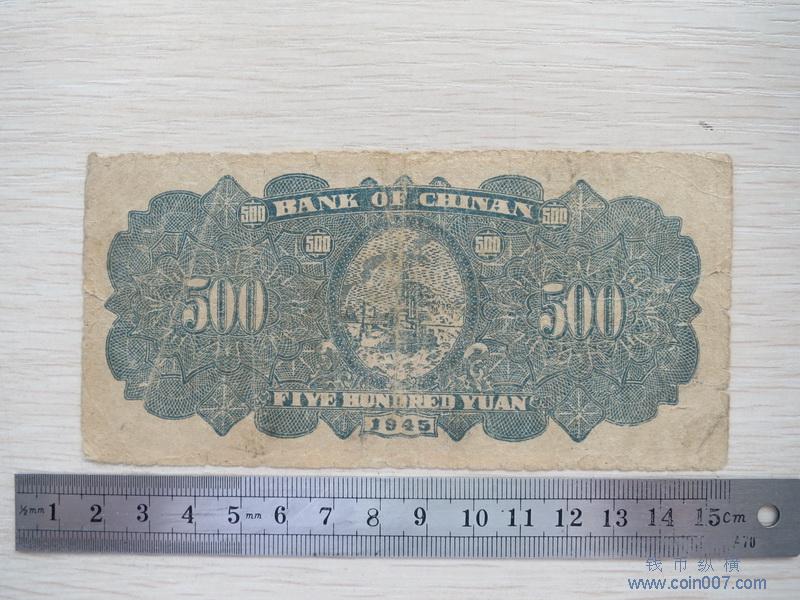 500 BANK OF CHINAN 500
500 500
500 500
FIVE HUNDRED YUAN
1945
½mm 1 2 3 4 5 mm 6 7 8 9 10 11 12 13 14 15cm
A70
钱币纵横
www.coin007.com